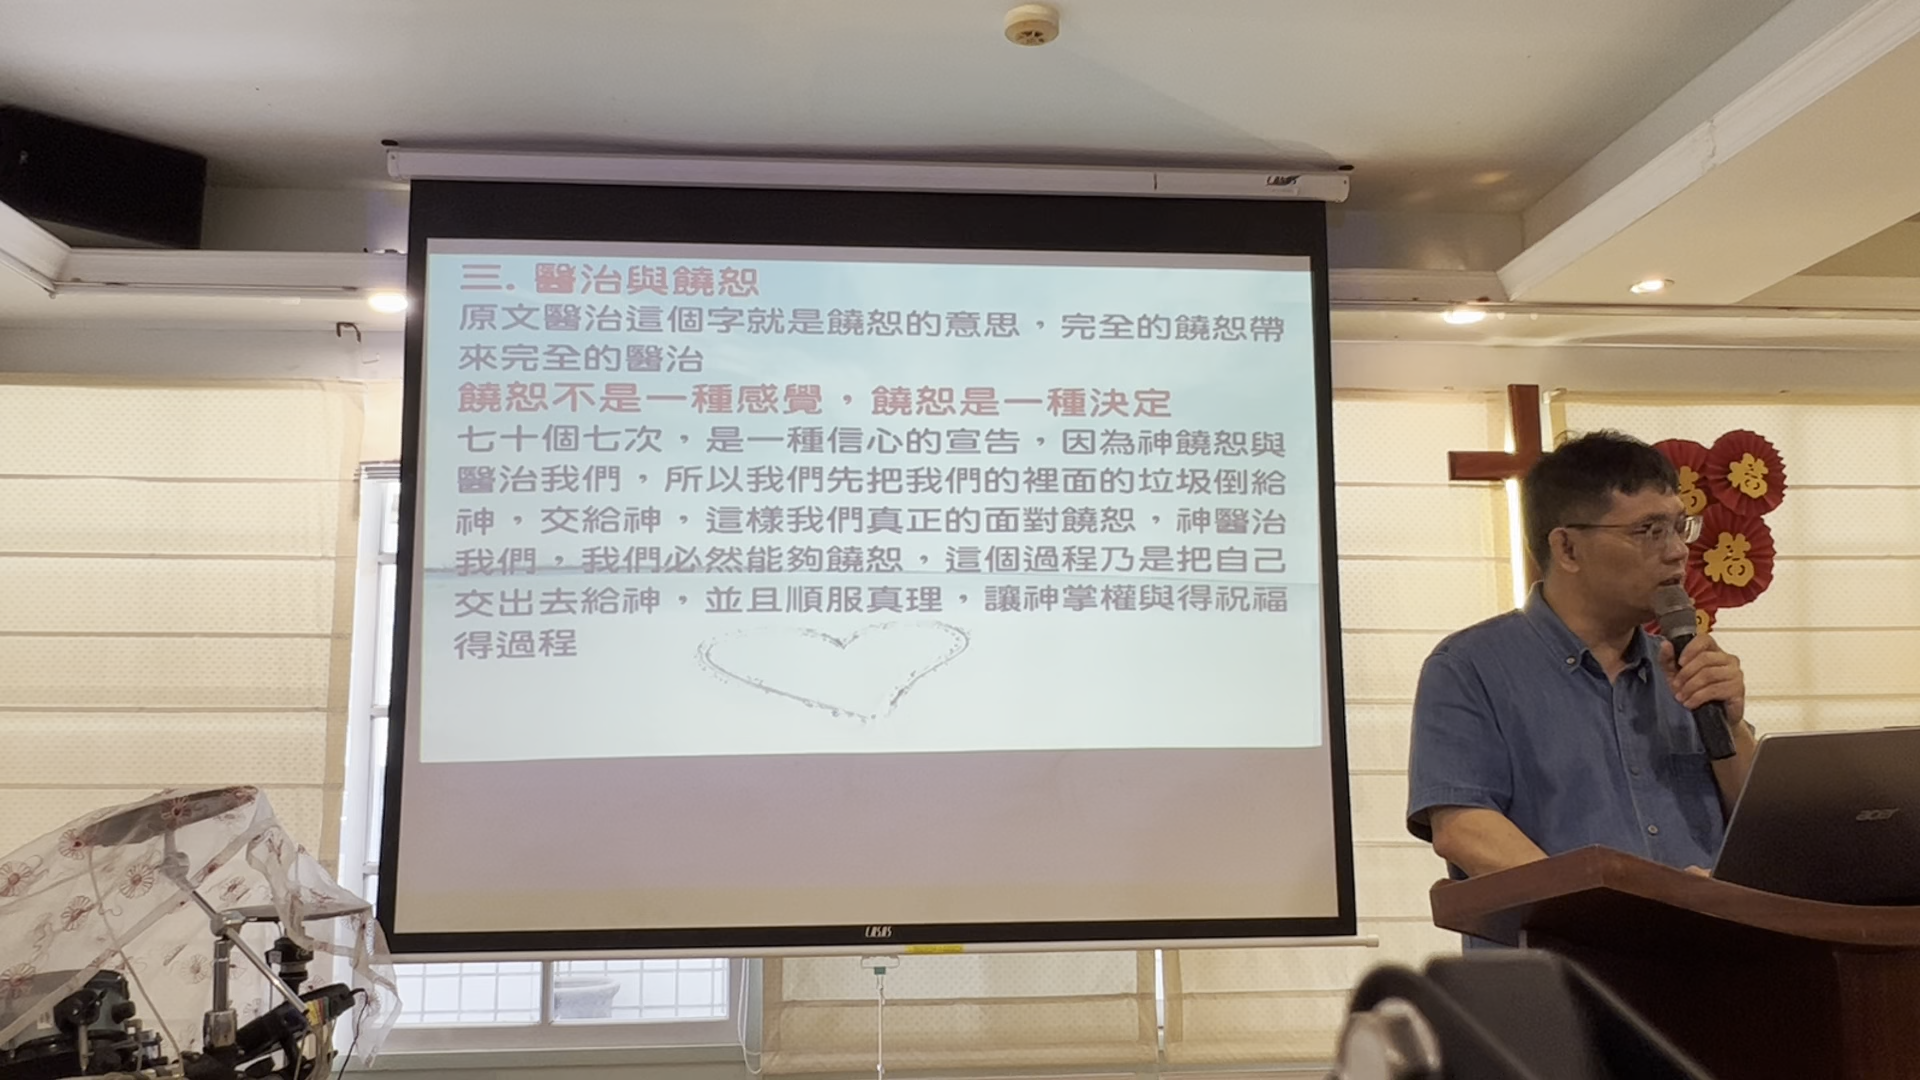 三. 醫治與饒恕
原文醫治這個字就是饒恕的意思，完全的饒恕帶
來完全的醫治
饒恕不是一種感覺，饒恕是一種決定
七十個七次，是一種信心的宣告，因為神饒恕與
醫治我們，所以我們先把我們的裡面的垃圾倒給
神，交給神，這樣我們真正的面對饒恕，神醫治
我們，我們必然能夠饒恕，這個過程乃是把自己
交出去給神，並且順服真理，讓神掌權與得祝福
得過程
福
福
acer